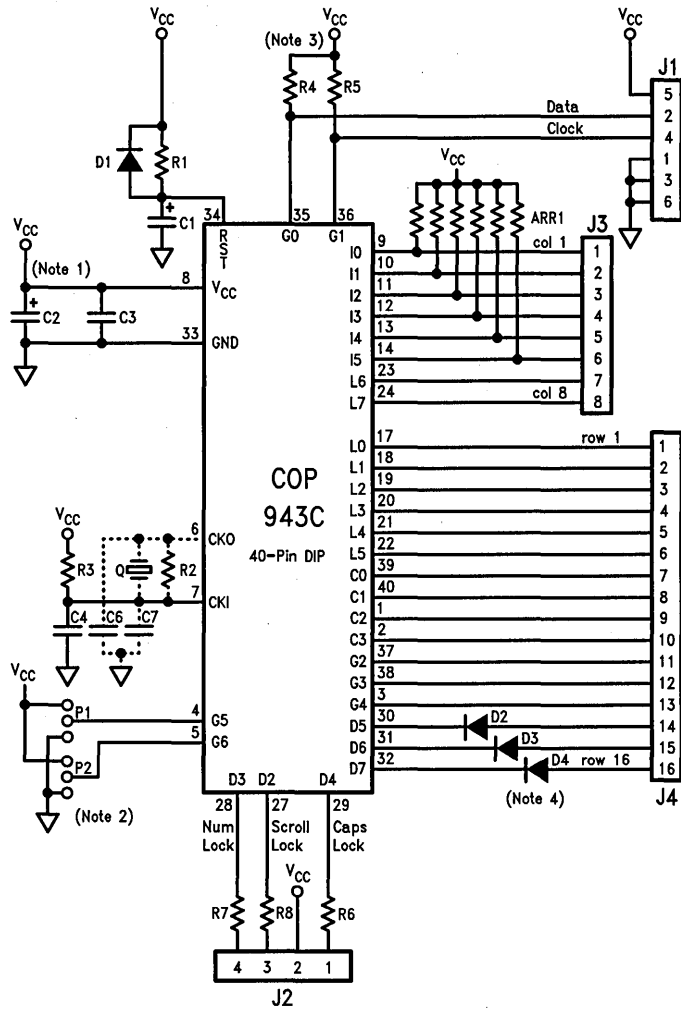 VCC
VCC
VCC
(Note 3)
J1
R4
R5
5
Data
2
Clock
4
D1
R1
VCC
1
3
34
+
C1
35
36
ARR1
6
VCC
RST
G0
G1
J3
9
I0
col 1
1
(Note 1)
10
I1
2
8
VCC
11
I2
3
+
C2
C3
12
I3
4
33
GND
13
I4
5
14
I5
6
23
L6
7
24
L7
col 8
8
17
L0
row 1
1
18
L1
2
COP
19
L2
3
943C
20
L3
4
40-Pin DIP
21
L4
5
VCC
6
CKO
22
L5
6
R3
Q
R2
39
C0
7
7
CKI
40
C1
8
C4
C6
C7
1
C2
9
2
C3
10
VCC
37
G2
11
38
G3
12
P1
4
G5
3
G4
13
5
G6
30
D5
D2
14
P2
31
D6
D3
15
32
D7
D4
row 16
16
(Note 2)
D3
D2
D4
(Note 4)
J4
28
27
29
Num
Lock
Scroll
Lock
Caps
Lock
VCC
R7
R8
R6
4
3
2
1
J2